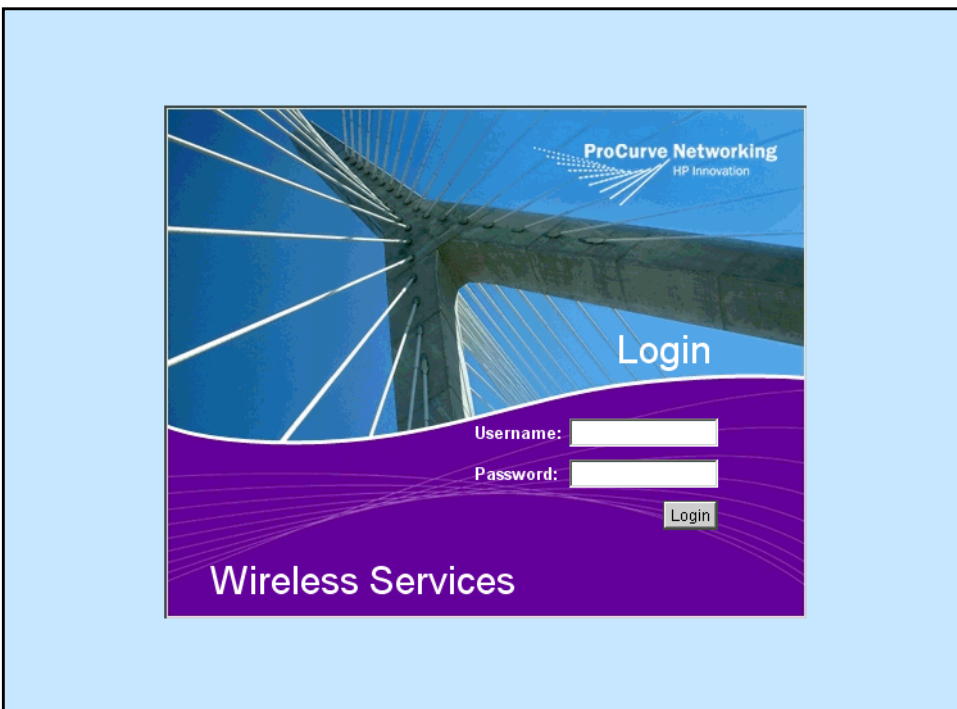 ProCurve Networking
HP Innovation
Login
Username:
Password:
Login
Wireless Services